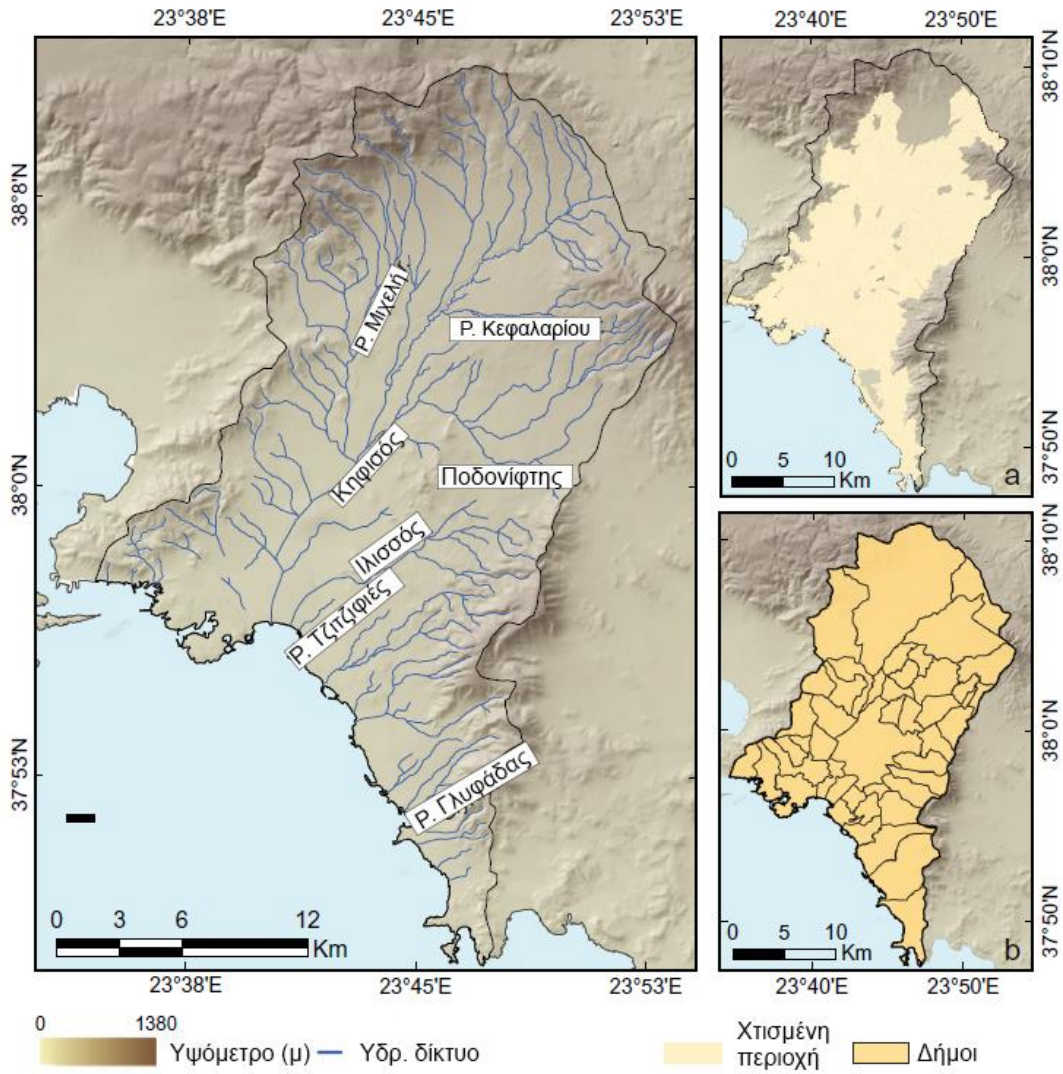 23°38'E 23°45'E 23°53'E
38°8'N
38°0'N
37°53'N
Ρ. Μιχελή
Ρ. Κεφαλαρίου
Κηφισός
Ποδονίφτης
Ιλισσός
Ρ. Τζιτζιφιές
Ρ. Γλυφάδας
0 3 6 12
Km
23°38'E 23°45'E 23°53'E
23°40'E 23°50'E
38°10'N
38°0'N
37°50'N
0 5 10
Km
a
38°10'N
38°0'N
37°50'N
0 5 10
Km
b
23°40'E 23°50'E
0 1380
Υψόμετρο (μ)
Υδρ. δίκτυο
Χτισμένη
περιοχή
Δήμοι